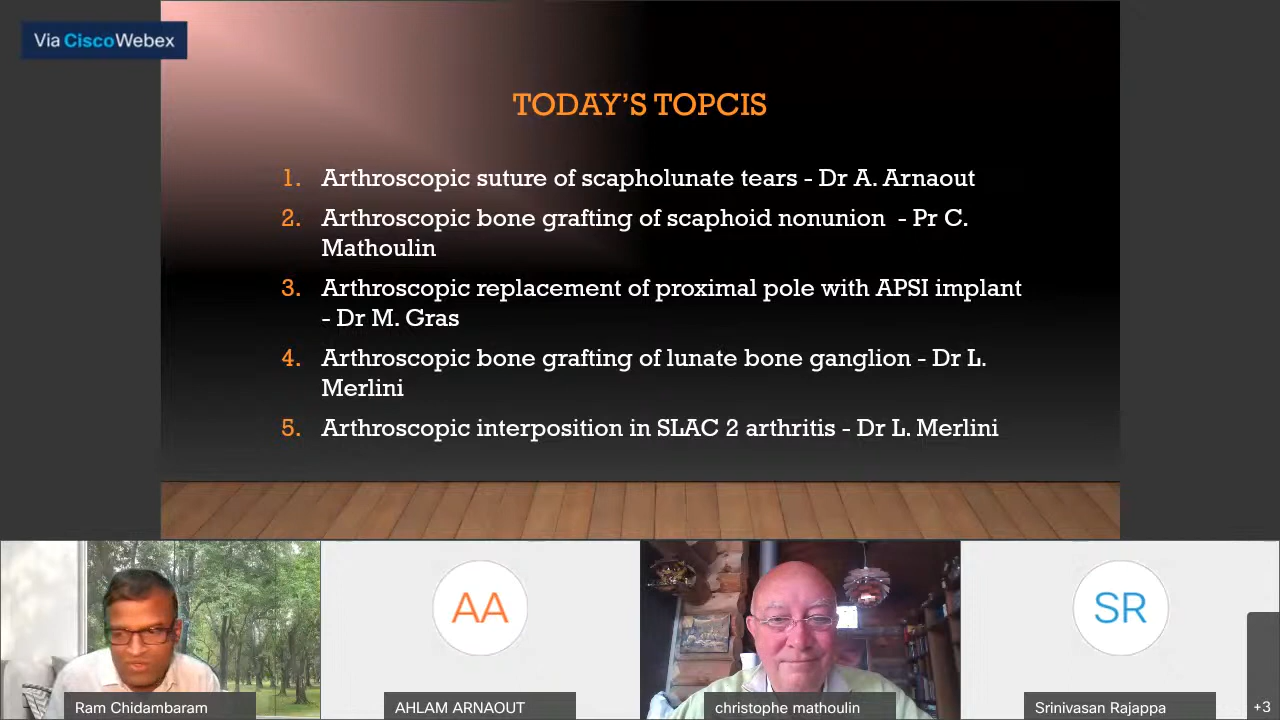 Via CiscoWebex
TODAY'S TOPCIS
1. Arthroscopic suture of scapholunate tears - Dr A. Arnaout
2. Arthroscopic bone grafting of scaphoid nonunion - Pr C.
Mathoulin
3. Arthroscopic replacement of proximal pole with APSI implant
- Dr M. Gras
4. Arthroscopic bone grafting of lunate bone ganglion - Dr L.
Merlini
5. Arthroscopic interposition in SLAC 2 arthritis - Dr L. Merlini
AA
SR
Ram Chidambaram
AHLAM ARNAOUT
christophe mathoulin
Srinivasan Rajappa
+3